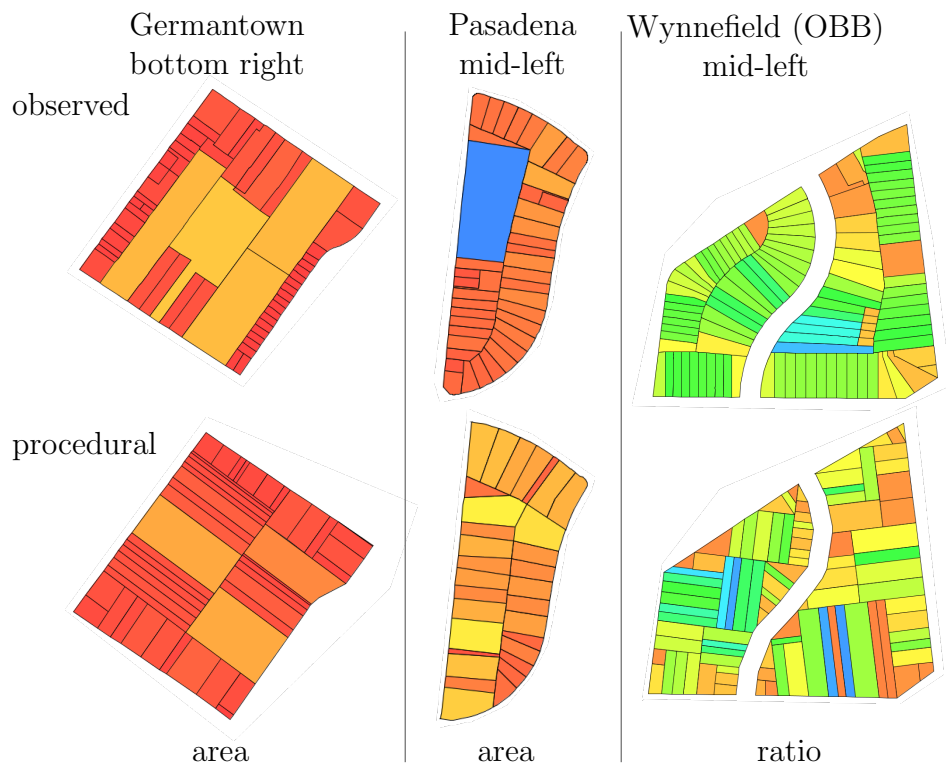 Germantown
bottom right
Pasadena
mid-left
Wynnefield (OBB)
mid-left
observed
procedural
area
area
ratio